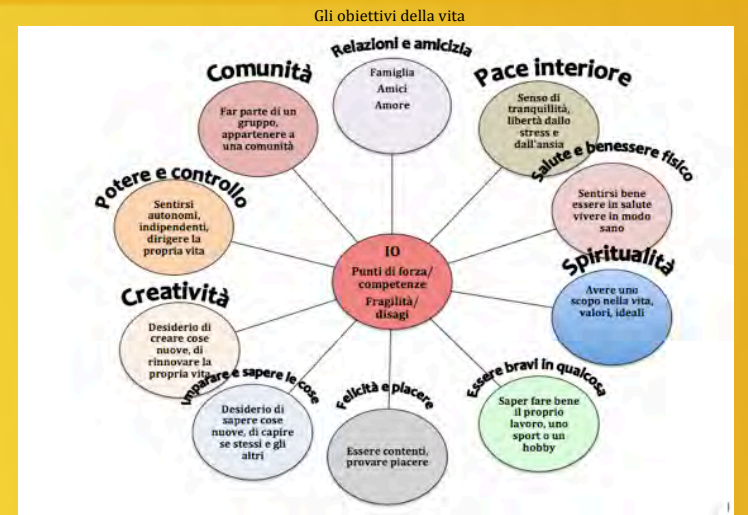 Gli obiettivi della vita
Relazioni e amicizia
Famiglia
Amici
Amore
Pace interiore
Senso di
tranquillità,
libertà dallo
stress e
dall'ansia
Salute e benessere fisico
Sentirsi bene
essere in salute
vivere in modo
sano
Spiritualità
Avere uno
scopo nella vita,
valori, ideali
Essere bravi in qualcosa
Saper fare bene
il proprio
lavoro, uno
sport o un
hobby
Felicità e piacere
Essere contenti,
provare piacere
Imparare e sapere le cose
Desiderio di
sapere cose
nuove, di capire
se stessi e gli
altri
Creatività
Desiderio di
creare cose
nuove, di
rinnovare la
propria vita
Potere e controllo
Sentirsi
autonomi,
indipendenti,
dirigere la
propria vita
Comunità
Far parte di un
gruppo,
appartenere a
una comunità
IO
Punti di forza/
competenze
Fragilità/
disagi